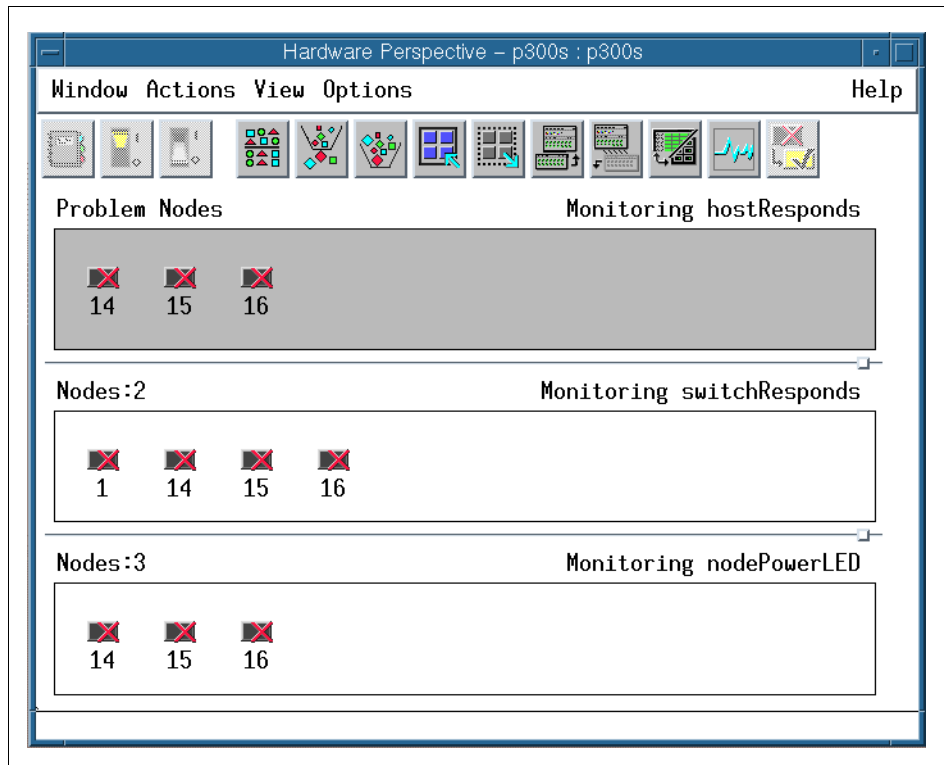 Hardware Perspective – p300s : p300s
Window Actions View Options Help
Problem Nodes Monitoring hostResponds
14 15 16
Nodes:2 Monitoring switchResponds
1 14 15 16
Nodes:3 Monitoring nodePowerLED
14 15 16